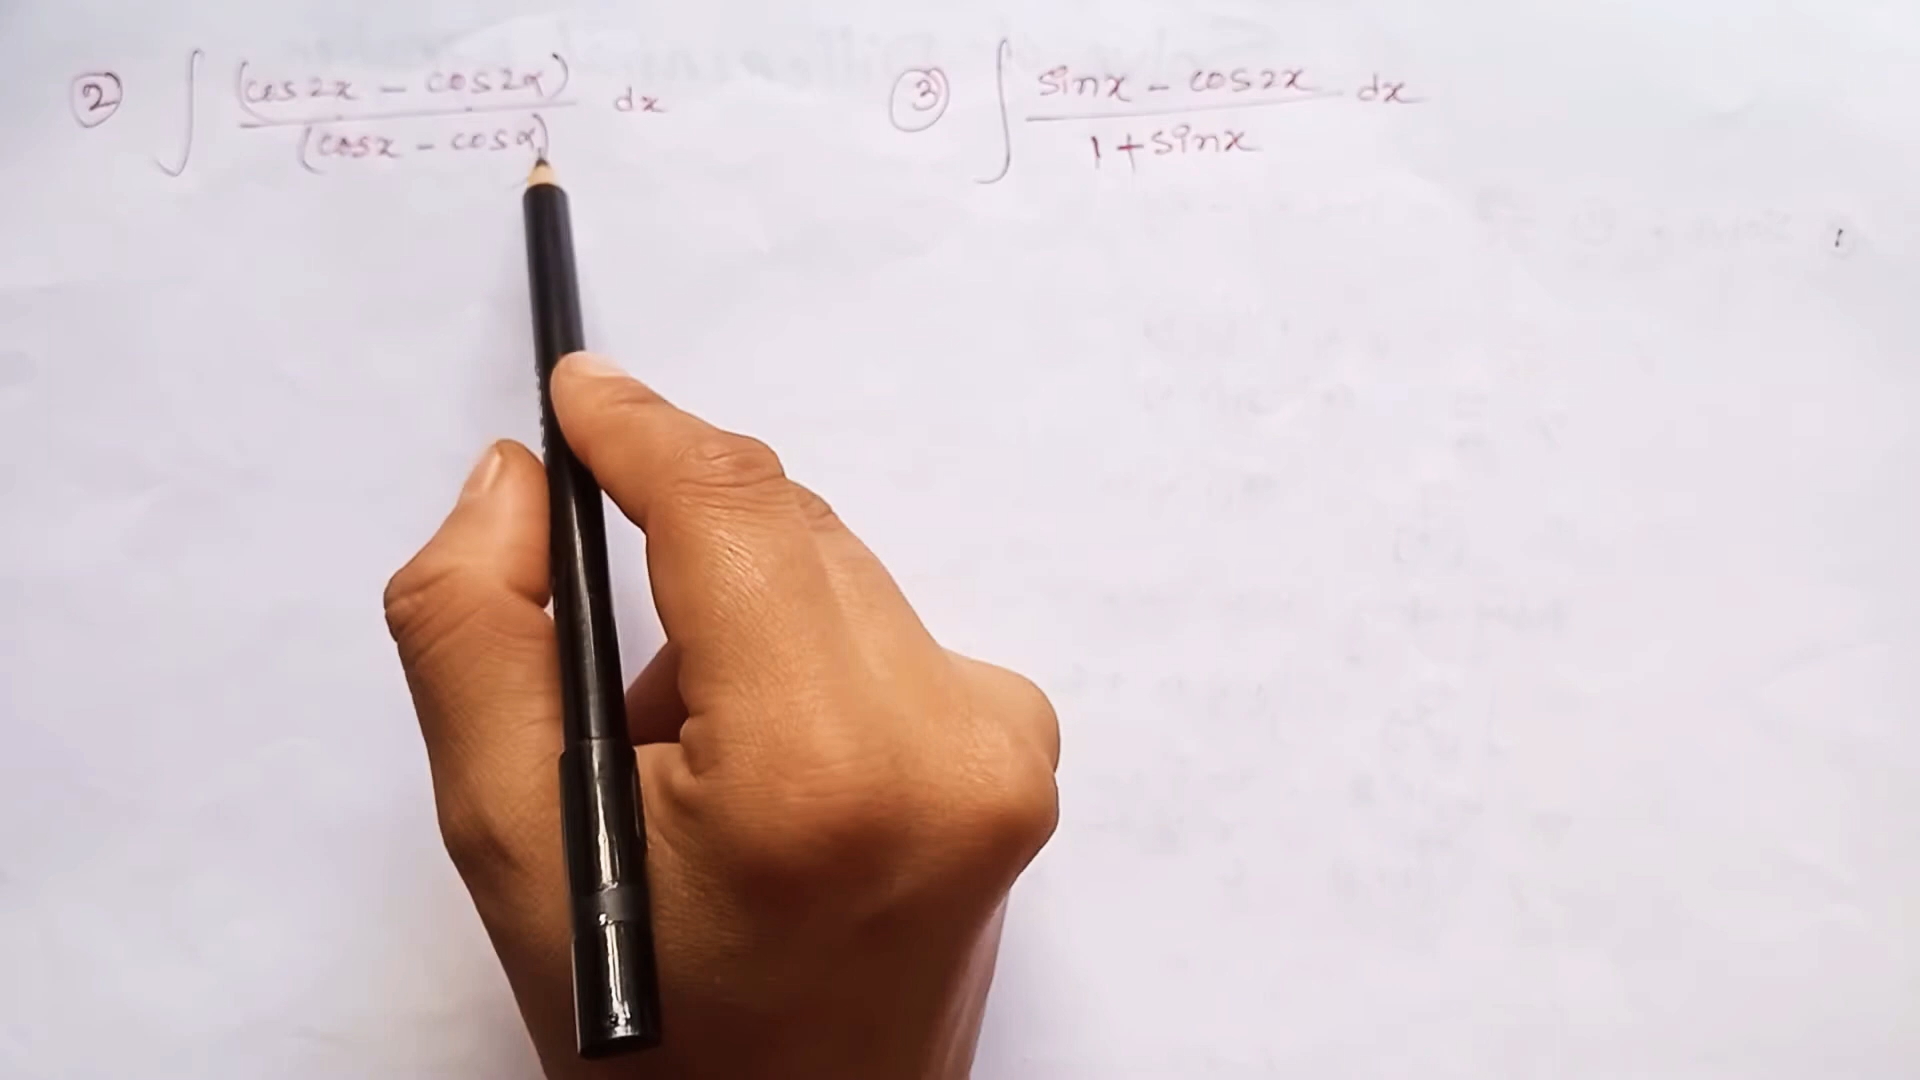 ② ∫ (cos2x - cos2α) / (cosx - cosα) dx
③ ∫ sinx - cos2x / 1+sinx dx